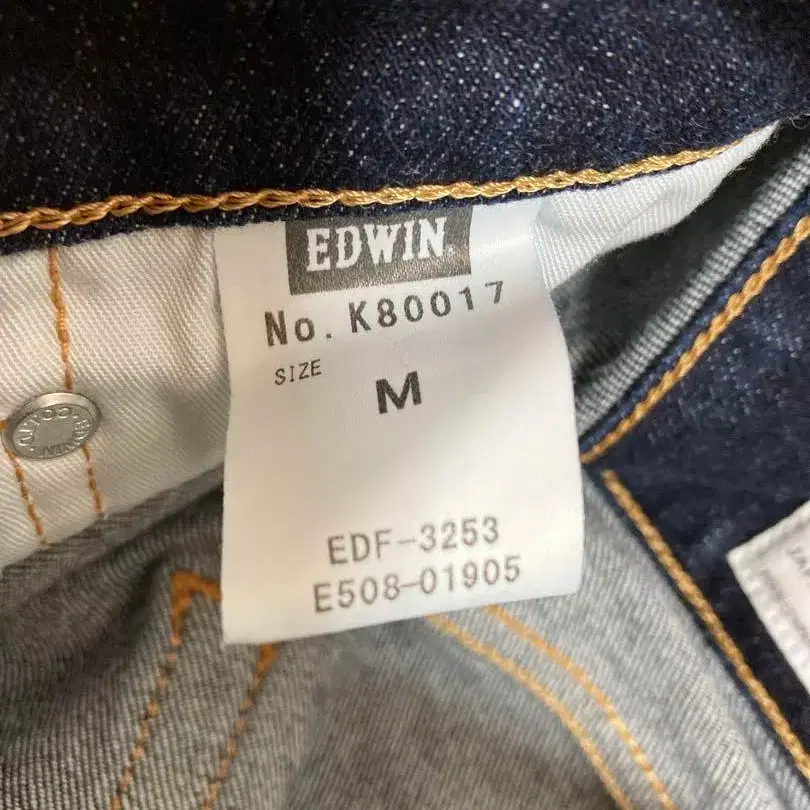 EDWIN
No. K80017
SIZE
M
EDF-3253
E508-01905